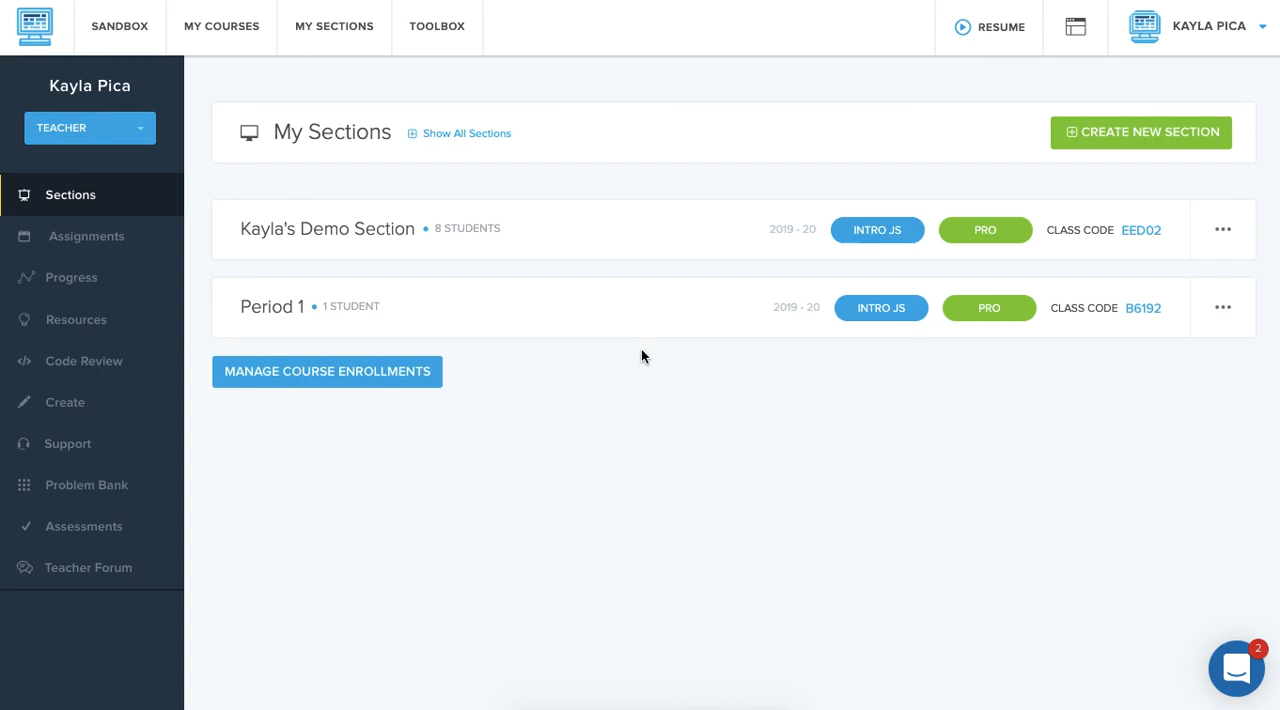 SANDBOX MY COURSES MY SECTIONS TOOLBOX RESUME KAYLA PICA
Kayla Pica
TEACHER
Sections
Assignments
Progress
Resources
Code Review
Create
Support
Problem Bank
Assessments
Teacher Forum
My Sections Show All Sections CREATE NEW SECTION
Kayla's Demo Section • 8 STUDENTS 2019 - 20 INTRO JS PRO CLASS CODE EED02
Period 1 • 1 STUDENT 2019 - 20 INTRO JS PRO CLASS CODE B6192
MANAGE COURSE ENROLLMENTS
2